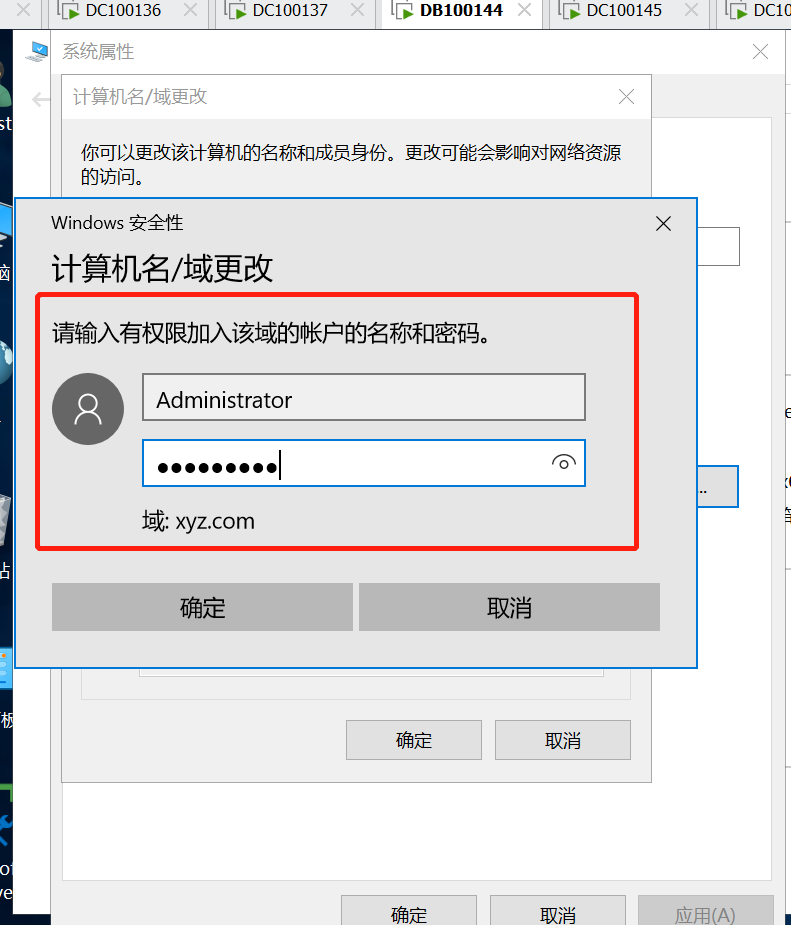 DC100136
DC100137
DB100144
DC100145
DC10
系统属性
计算机名/域更改
你可以更改该计算机的名称和成员身份。更改可能会影响对网络资源
的访问。
Windows 安全性
计算机名/域更改
请输入有权限加入该域的帐户的名称和密码。
Administrator
●●●●●●●●●
域: xyz.com
确定
取消
确定
取消
确定
取消
应用(A)